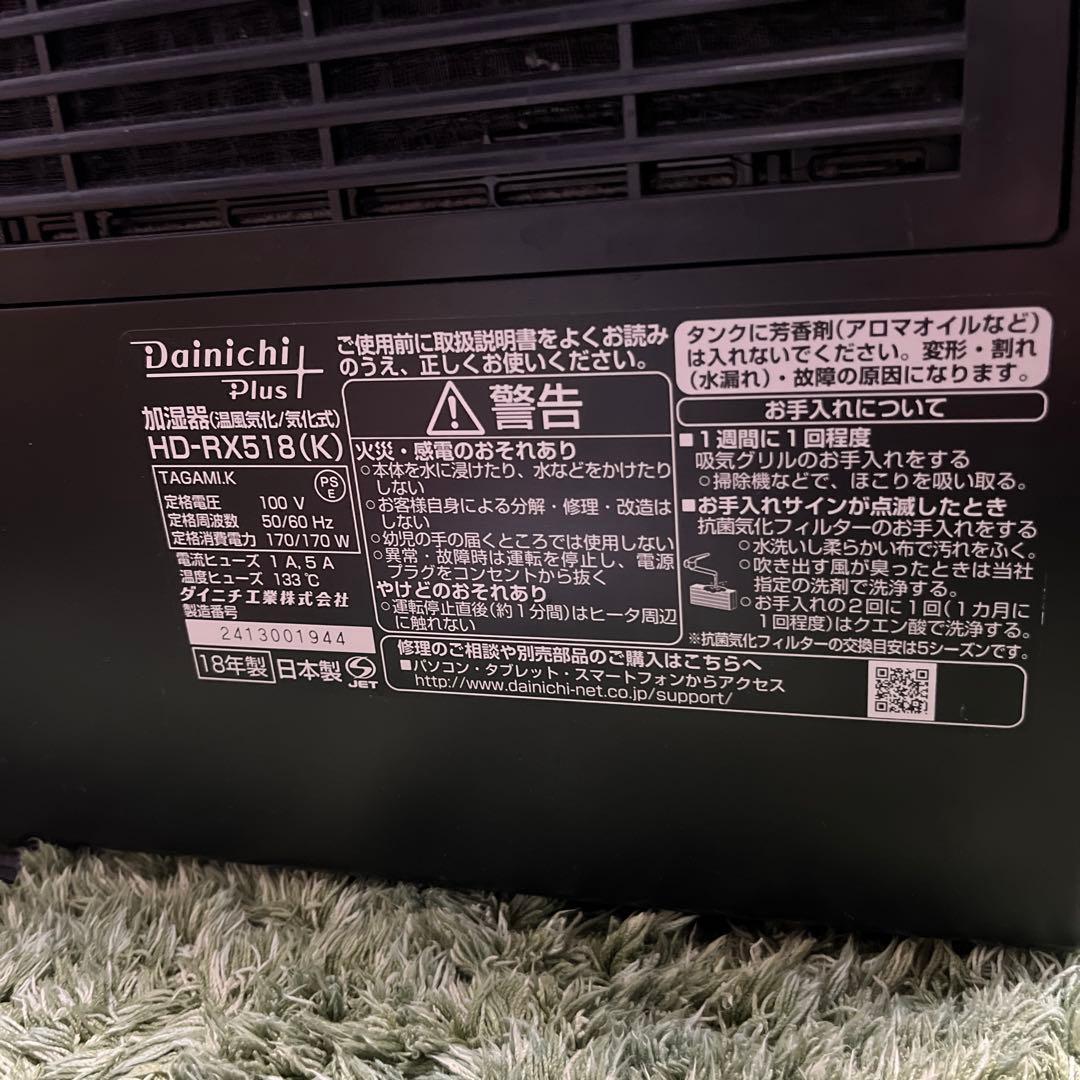 Dainichi
Plus
加湿器(温風気化/気化式)
HD-RX518(K)
TAGAMI.K
PS
E
定格電圧 100 V
定格周波数 50/60 Hz
定格消費電力 170/170 W
電流ヒューズ 1 A, 5 A
温度ヒューズ 133 ℃
ダイニチ工業株式会社
製造番号
2413001944
18年製 日本製 JET
ご使用前に取扱説明書をよくお読み
のうえ、正しくお使いください。
警告
火災・感電のおそれあり
○本体を水に浸けたり、水などをかけたり
しない
○お客様自身による分解・修理・改造は
しない
○幼児の手の届くところでは使用しない
○異常・故障時は運転を停止し、電源
プラグをコンセントから抜く
やけどのおそれあり
○運転停止直後(約1分間)はヒータ周辺
に触れない
タンクに芳香剤(アロマオイルなど)
は入れないでください。変形・割れ
(水漏れ)・故障の原因になります。
お手入れについて
■1週間に1回程度
吸気グリルのお手入れをする
○掃除機などで、ほこりを吸い取る。
■お手入れサインが点滅したとき
抗菌気化フィルターのお手入れをする
○水洗いし柔らかい布で汚れをふく。
○吹き出す風が臭ったときは当社
指定の洗剤で洗浄する。
○お手入れの2回に1回(1カ月に
1回程度)はクエン酸で洗浄する。
※抗菌気化フィルターの交換目安は5シーズンです。
修理のご相談や別売部品のご購入はこちらへ
■パソコン・タブレット・スマートフォンからアクセス
http://www.dainichi-net.co.jp/support/